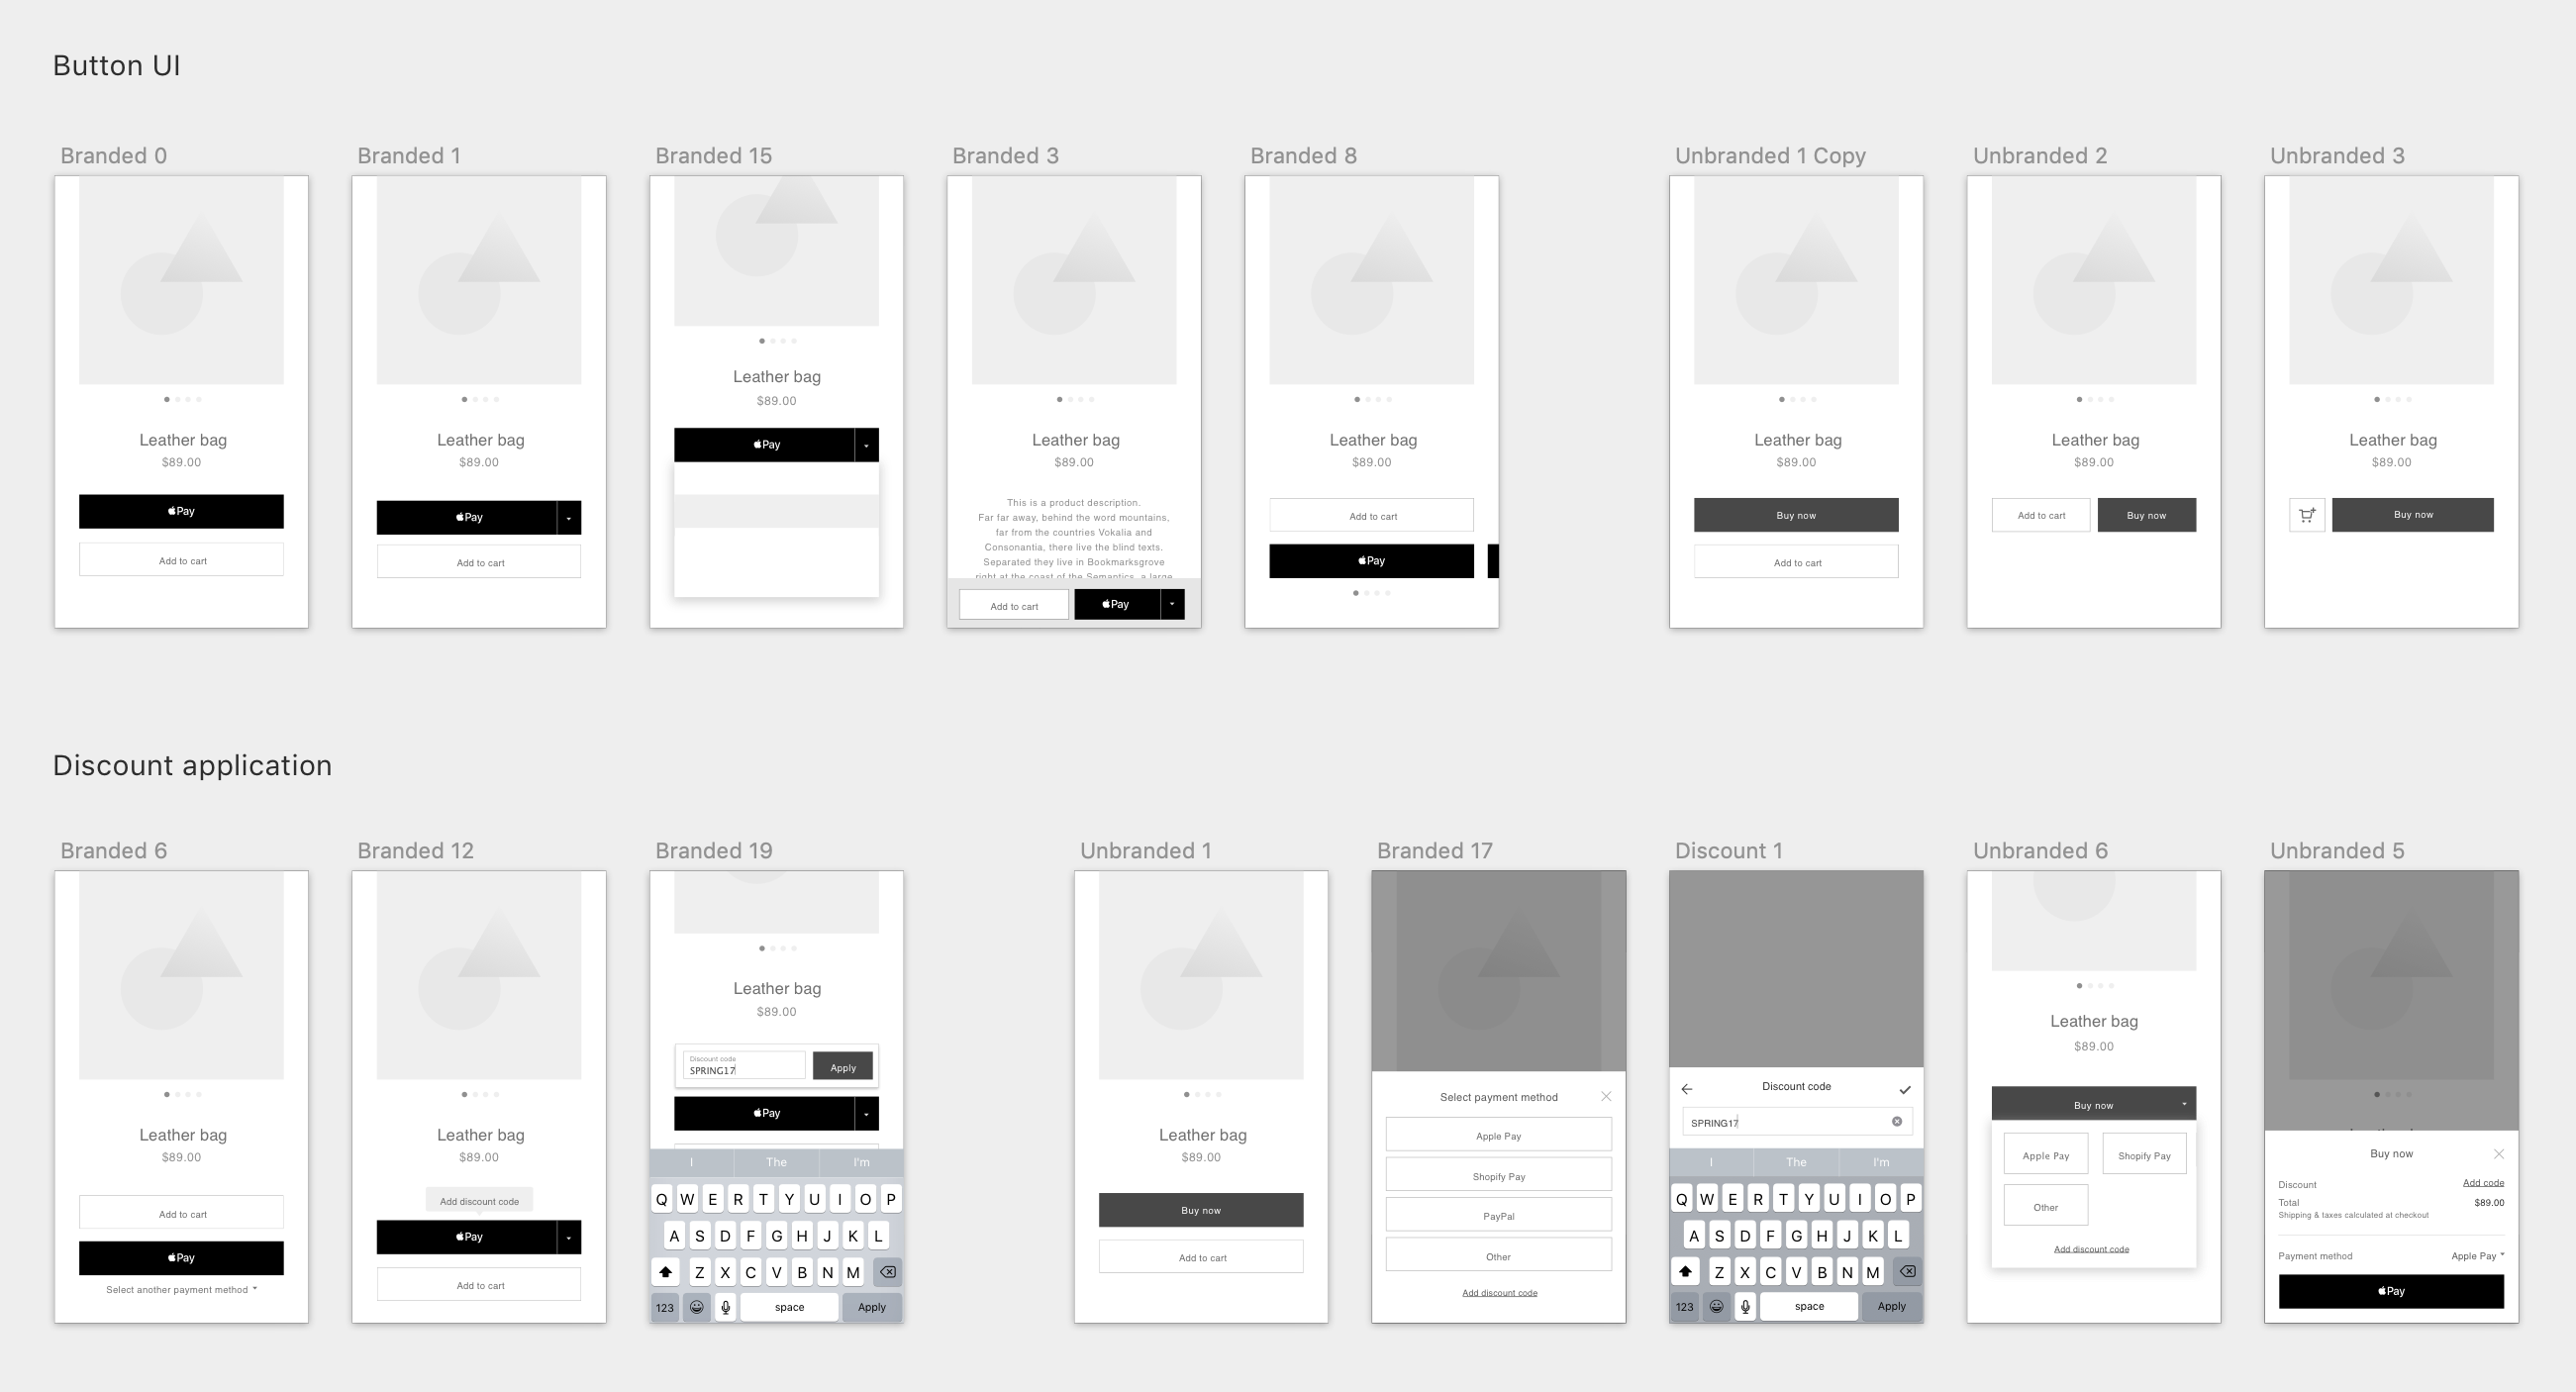 Button UI
Branded 0
Leather bag
$89.00
Pay
Add to cart
Branded 1
Leather bag
$89.00
Pay
Add to cart
Branded 15
Leather bag
$89.00
Pay
Branded 3
Leather bag
$89.00
This is a product description.
Far far away, behind the word mountains,
far from the countries Vokalia and
Consonantia, there live the blind texts.
Separated they live in Bookmarksgrove
right at the coast of the Semantics, a large
Add to cart
Pay
Branded 8
Leather bag
$89.00
Add to cart
Pay
Unbranded 1 Copy
Leather bag
$89.00
Buy now
Add to cart
Unbranded 2
Leather bag
$89.00
Add to cart
Buy now
Unbranded 3
Leather bag
$89.00
Buy now
Discount application
Branded 6
Leather bag
$89.00
Add to cart
Pay
Select another payment method
Branded 12
Leather bag
$89.00
Add discount code
Pay
Add to cart
Branded 19
Leather bag
$89.00
Discount code
SPRING17
Apply
Pay
I The I'm
Q W E R T Y U I O P
A S D F G H J K L
Z X C V B N M
123 space Apply
Unbranded 1
Leather bag
$89.00
Buy now
Add to cart
Branded 17
Select payment method
Apple Pay
Shopify Pay
PayPal
Other
Add discount code
Discount 1
Discount code
SPRING17
I The I'm
Q W E R T Y U I O P
A S D F G H J K L
Z X C V B N M
123 space Apply
Unbranded 6
Leather bag
$89.00
Buy now
Apple Pay Shopify Pay
Other
Add discount code
Unbranded 5
Buy now
Discount Add code
Total $89.00
Shipping & taxes calculated at checkout
Payment method Apple Pay
Pay